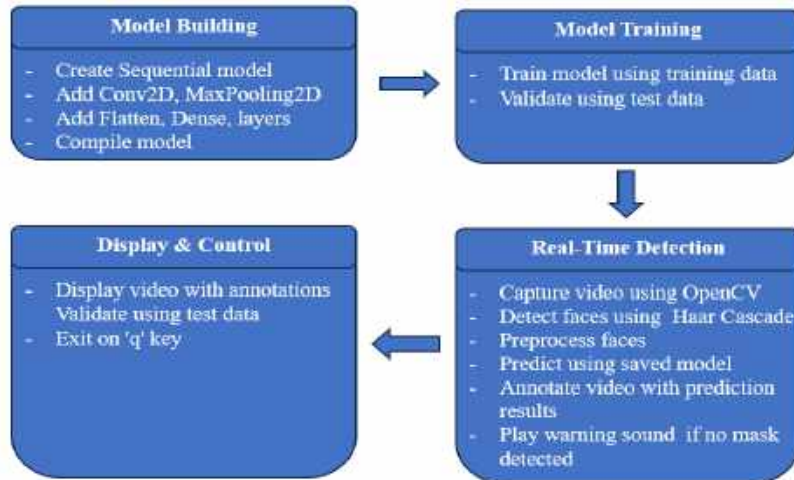 Model Building
- Create Sequential model
- Add Conv2D, MaxPooling2D
- Add Flatten, Dense, layers
- Compile model
Model Training
- Train model using training data
- Validate using test data
Real-Time Detection
- Capture video using OpenCV
- Detect faces using Haar Cascade
- Preprocess faces
- Predict using saved model
- Annotate video with prediction
results
- Play warning sound if no mask
detected
Display & Control
- Display video with annotations
Validate using test data
- Exit on 'q' key